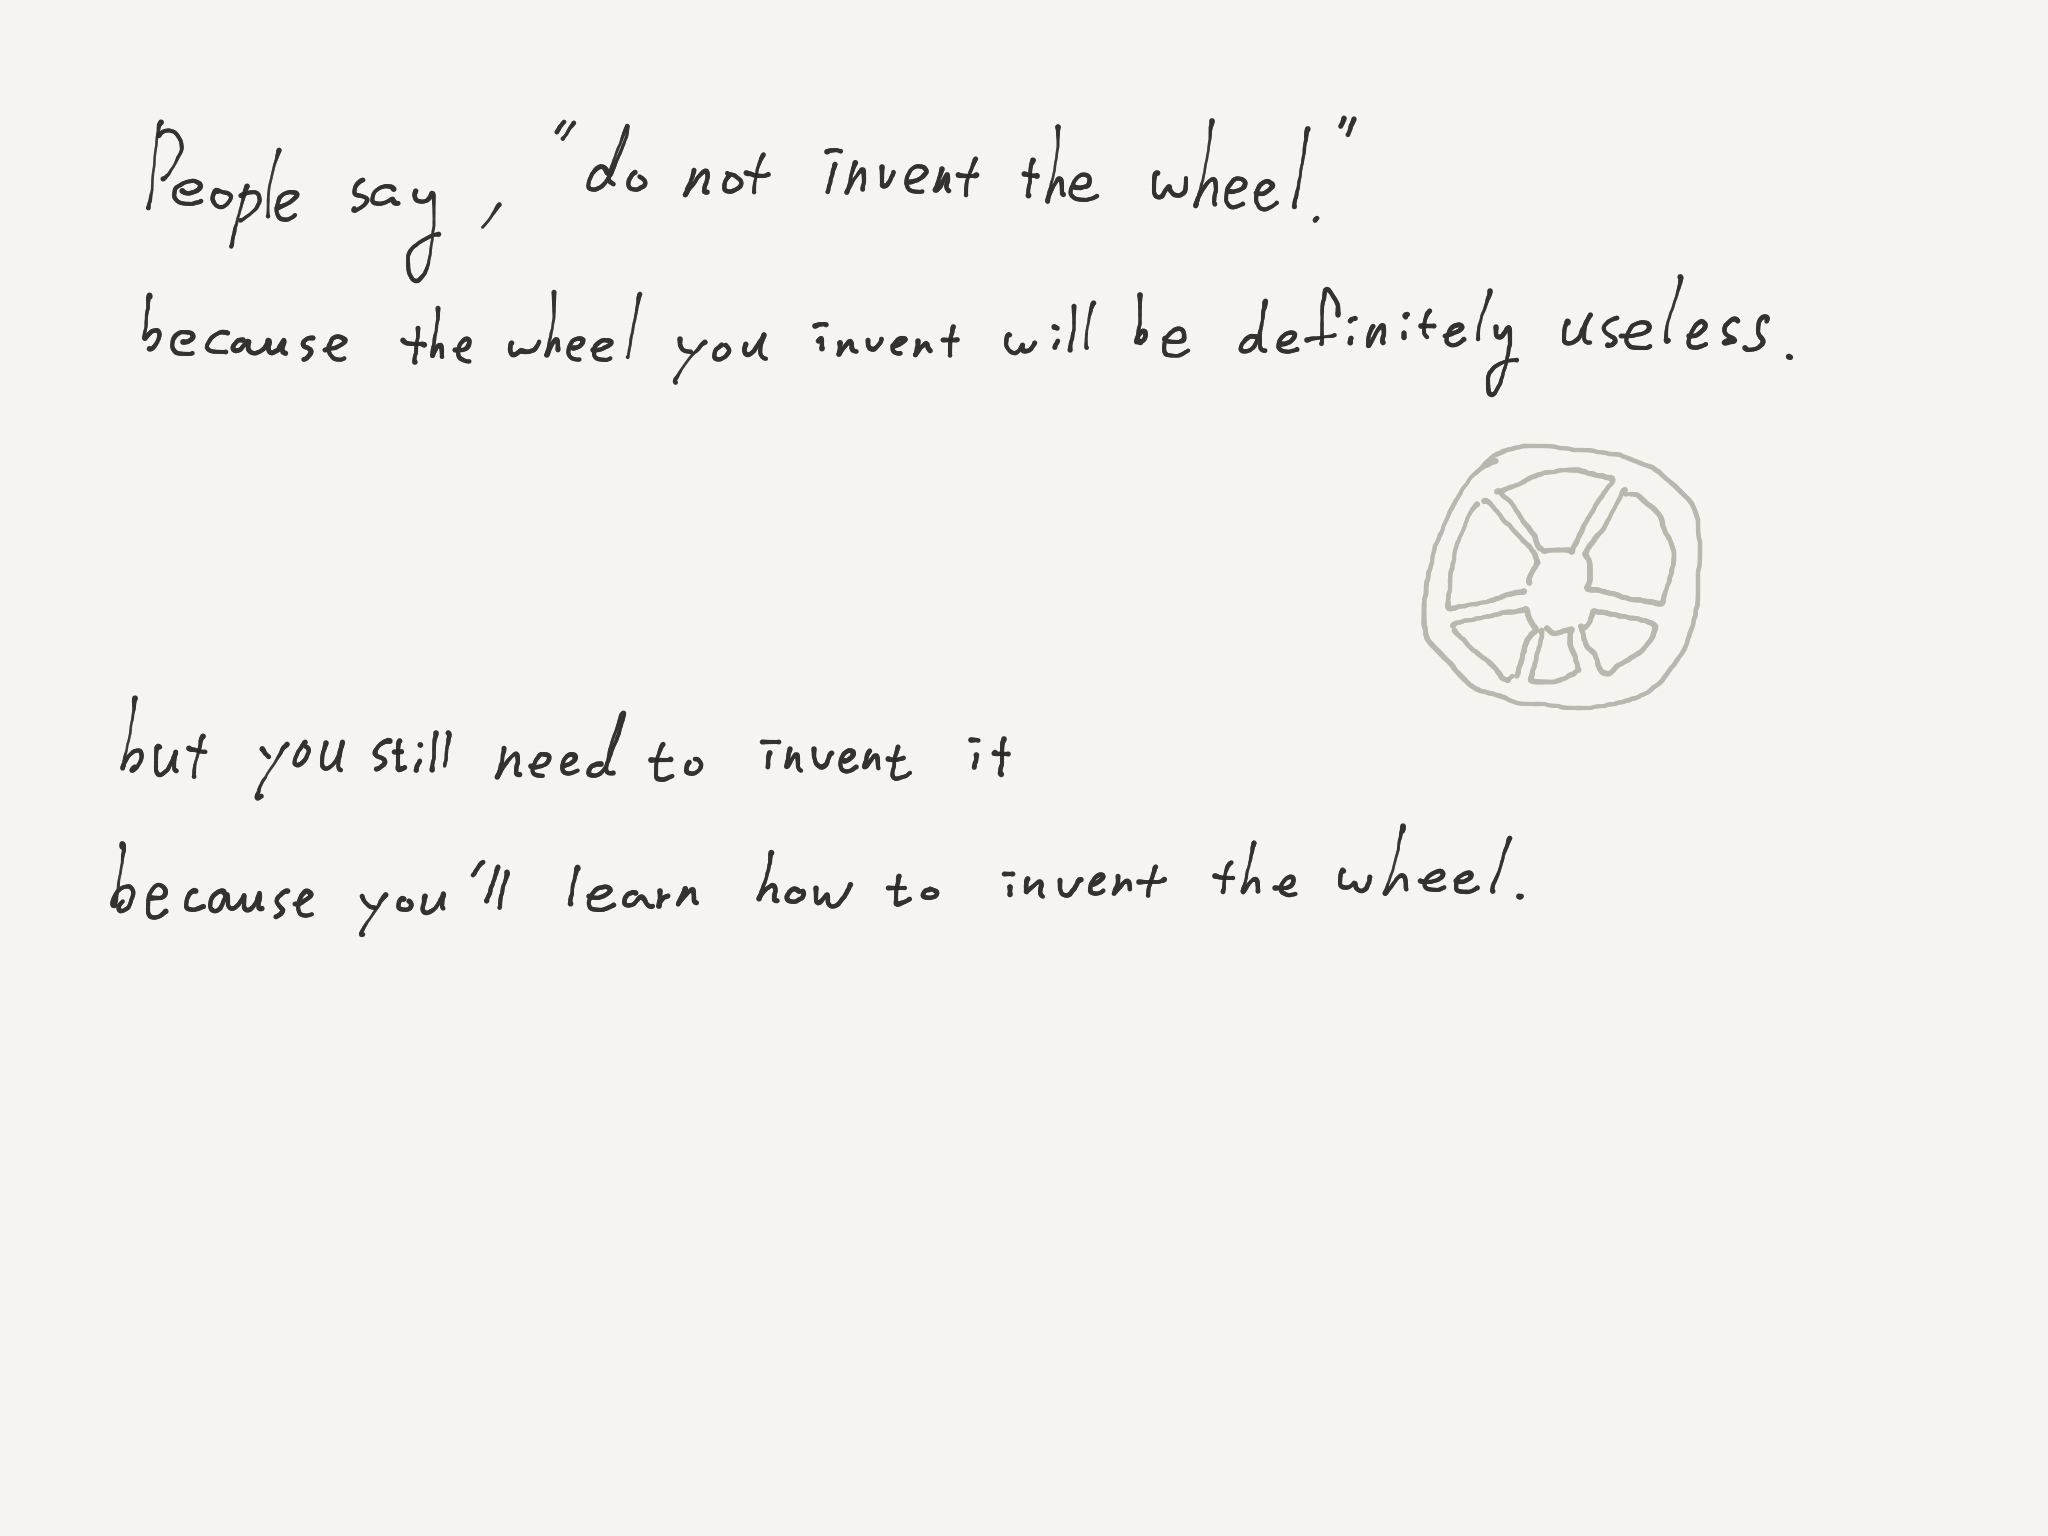 People say, "do not invent the wheel."
because the wheel you invent will be definitely useless.
but you still need to invent it
because you'll learn how to invent the wheel.